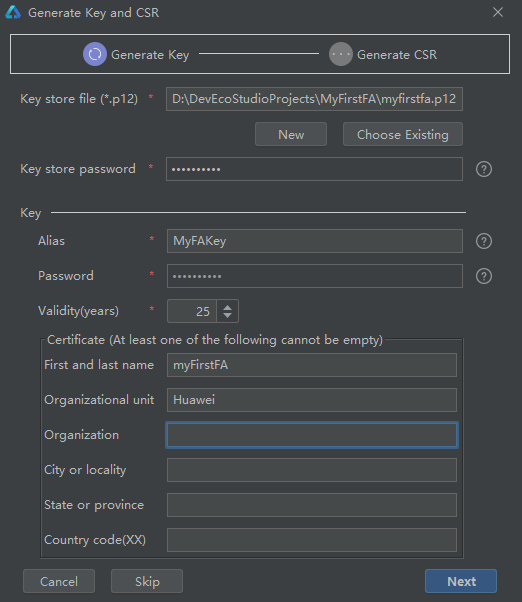 Generate Key and CSR
Generate Key
Generate CSR
Key store file (*.p12) * D:\DevEcoStudioProjects\MyFirstFA\myfirstfa.p12
New Choose Existing
Key store password * •••••••••• ?
Key
Alias * MyFAKey ?
Password * •••••••••• ?
Validity(years) * 25
Certificate (At least one of the following cannot be empty)
First and last name myFirstFA
Organizational unit Huawei
Organization
City or locality
State or province
Country code(XX)
Cancel Skip Next